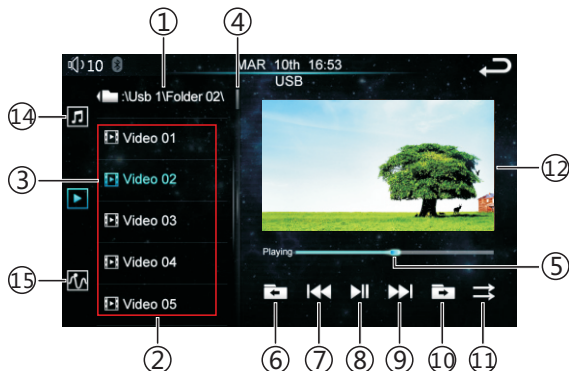 ① ④
10 MAR 10th 16:53
USB
:\Usb 1\Folder 02\
⑭
Video 01
③ Video 02
⑫
Video 03
Playing
Video 04
⑤
⑮
Video 05
② ⑥ ⑦ ⑧ ⑨ ⑩ ⑪